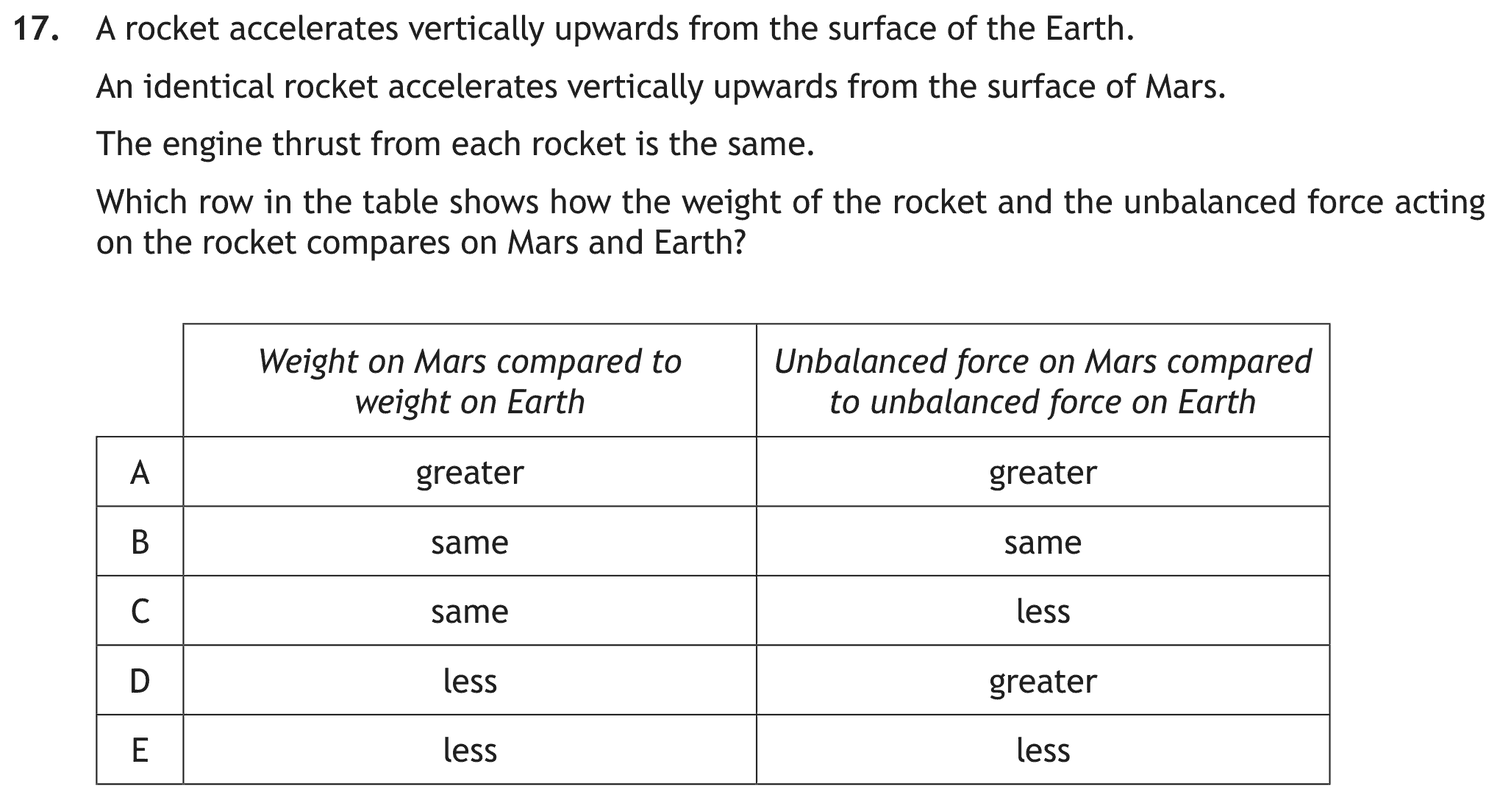 17. A rocket accelerates vertically upwards from the surface of the Earth.
An identical rocket accelerates vertically upwards from the surface of Mars.
The engine thrust from each rocket is the same.
Which row in the table shows how the weight of the rocket and the unbalanced force acting
on the rocket compares on Mars and Earth?
Weight on Mars compared to
weight on Earth
Unbalanced force on Mars compared
to unbalanced force on Earth
A greater greater
B same same
C same less
D less greater
E less less